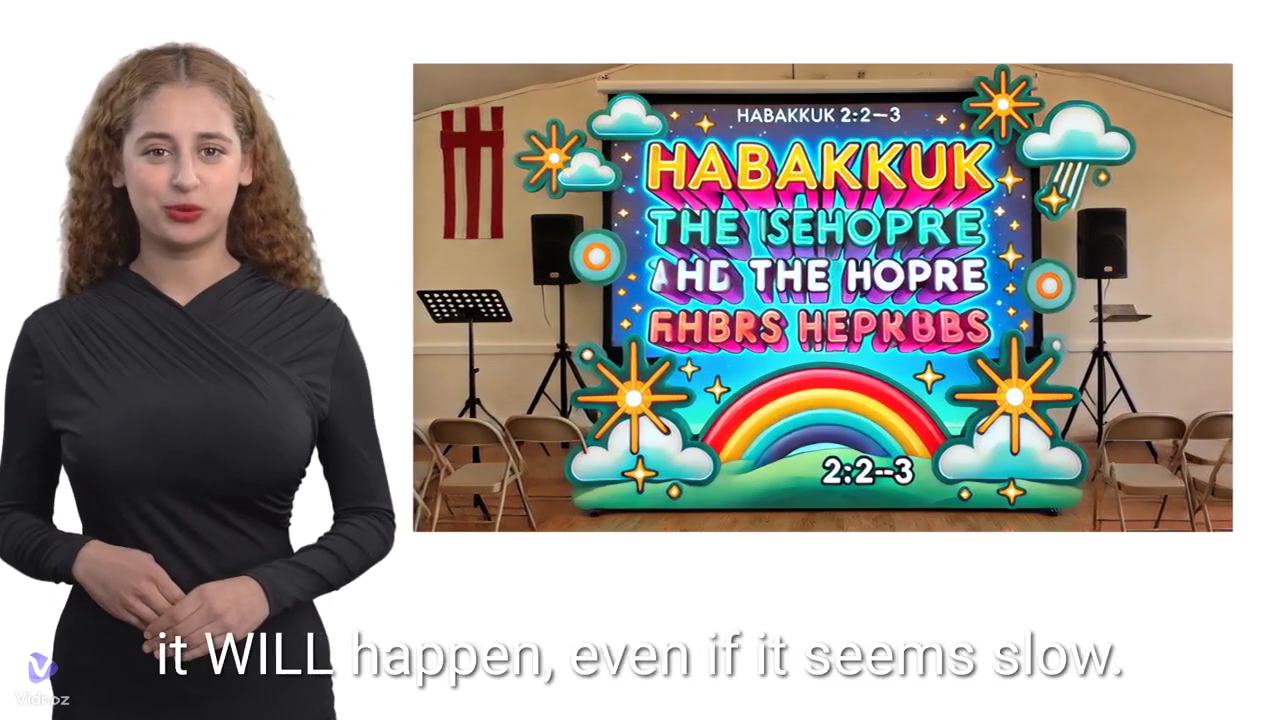 HABAKKUK 2:2–3
HABAKKUK
THE ISEHOPRE
AHD THE HOPRE
HEPKBBS
2:2--3
it WILL happen, even if it seems slow.
Vidnoz